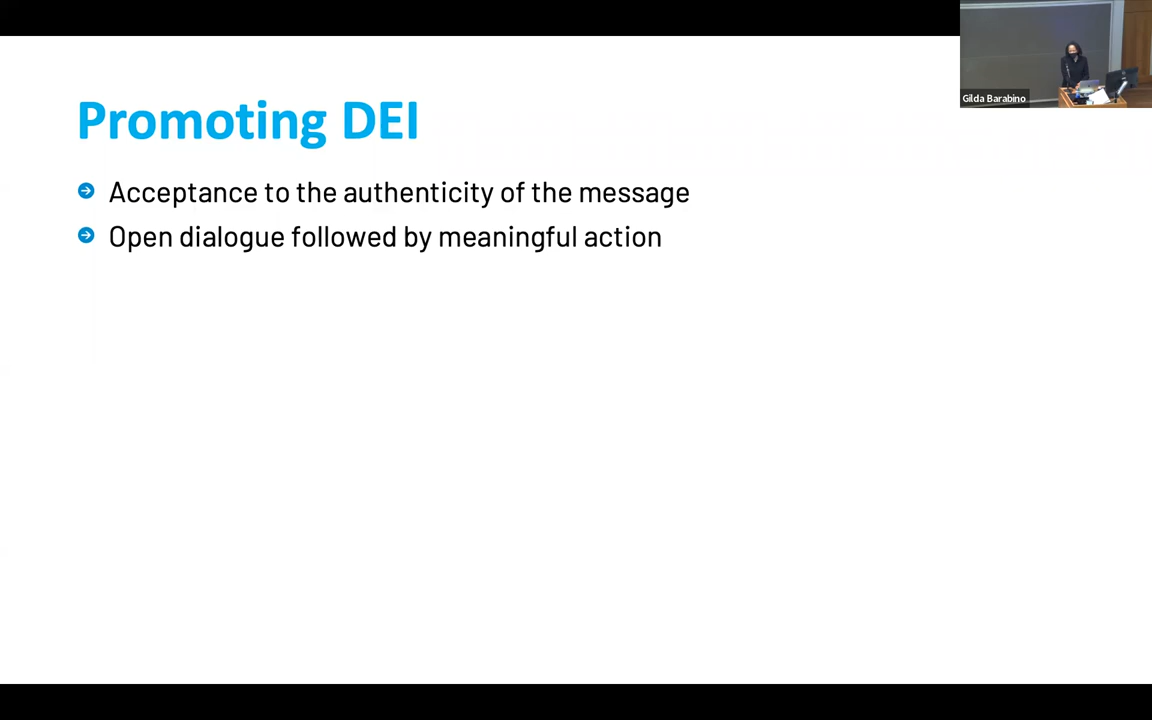 Gilda Barabino
Promoting DEI
Acceptance to the authenticity of the message
Open dialogue followed by meaningful action